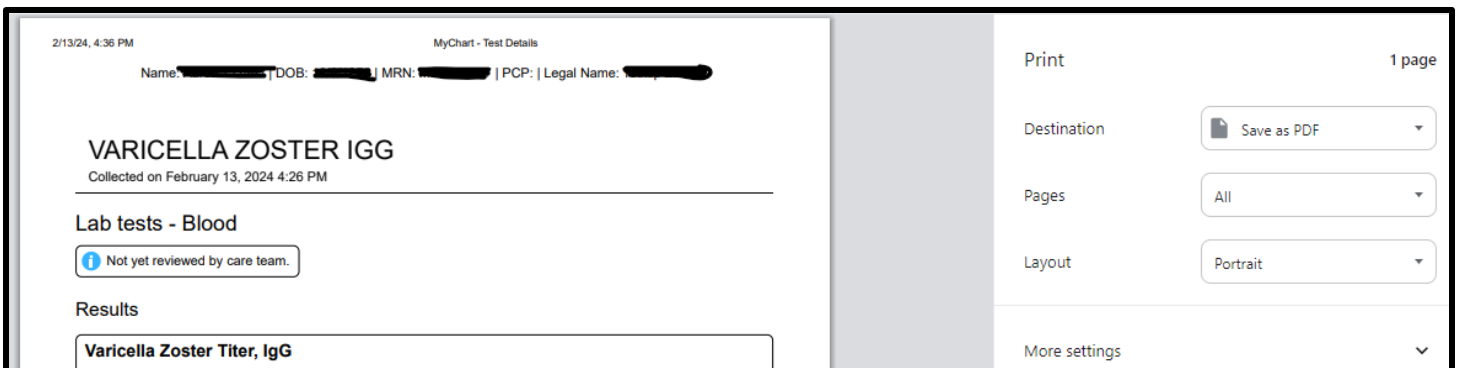 2/13/24, 4:36 PM MyChart - Test Details
Name: DOB: | MRN: | PCP: | Legal Name:
VARICELLA ZOSTER IGG
Collected on February 13, 2024 4:26 PM
Lab tests - Blood
Not yet reviewed by care team.
Results
Varicella Zoster Titer, IgG
Print 1 page
Destination Save as PDF
Pages All
Layout Portrait
More settings